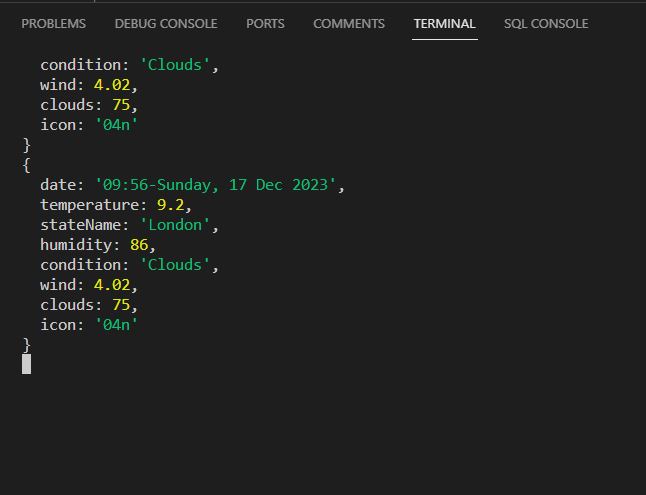 PROBLEMS DEBUG CONSOLE PORTS COMMENTS TERMINAL SQL CONSOLE
condition: 'Clouds',
wind: 4.02,
clouds: 75,
icon: '04n'
}
{
date: '09:56-Sunday, 17 Dec 2023',
temperature: 9.2,
stateName: 'London',
humidity: 86,
condition: 'Clouds',
wind: 4.02,
clouds: 75,
icon: '04n'
}